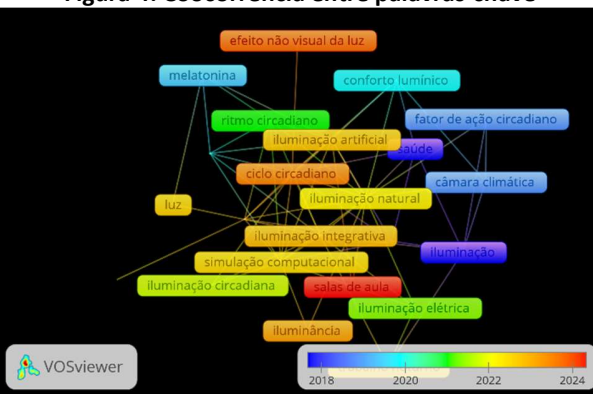 Figura 4. Coocorrência entre palavras-chave
efeito não visual da luz
melatonina
conforto lumínico
ritmo circadiano
fator de ação circadiano
iluminação artificial
saúde
ciclo circadiano
câmara climática
iluminação natural
luz
iluminação integrativa
iluminação
simulação computacional
iluminação circadiana
salas de aula
iluminação elétrica
iluminância
VOSviewer
2018 2020 2022 2024